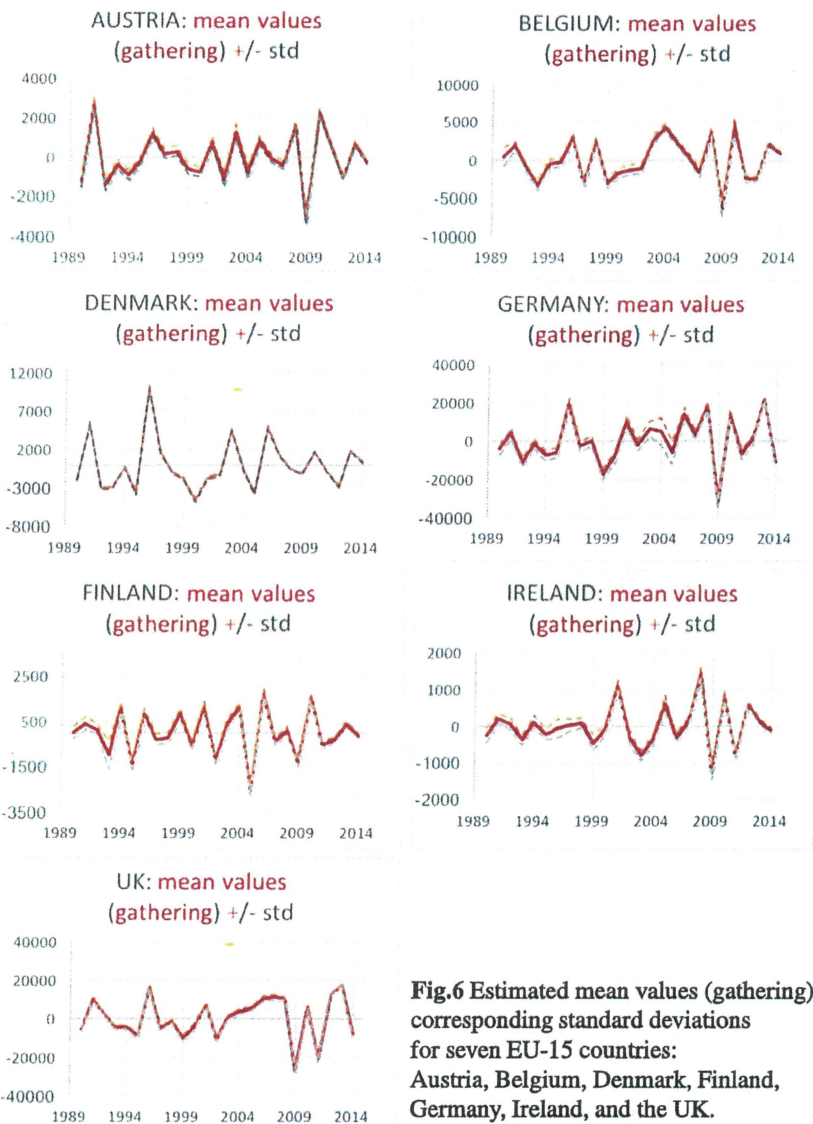 AUSTRIA: mean values
(gathering) +/- std
4000
2000
0
-2000
-4000
1989 1994 1999 2004 2009 2014
BELGIUM: mean values
(gathering) +/- std
10000
5000
0
-5000
-10000
1989 1994 1999 2004 2009 2014
DENMARK: mean values
(gathering) +/- std
12000
7000
2000
-3000
-8000
1989 1994 1999 2004 2009 2014
GERMANY: mean values
(gathering) +/- std
40000
20000
0
-20000
-40000
1989 1994 1999 2004 2009 2014
FINLAND: mean values
(gathering) +/- std
2500
500
-1500
-3500
1989 1994 1999 2004 2009 2014
IRELAND: mean values
(gathering) +/- std
2000
1000
0
-1000
-2000
1989 1994 1999 2004 2009 2014
UK: mean values
(gathering) +/- std
40000
20000
0
-20000
-40000
1989 1994 1999 2004 2009 2014
Fig.6 Estimated mean values (gathering)
corresponding standard deviations
for seven EU-15 countries:
Austria, Belgium, Denmark, Finland,
Germany, Ireland, and the UK.